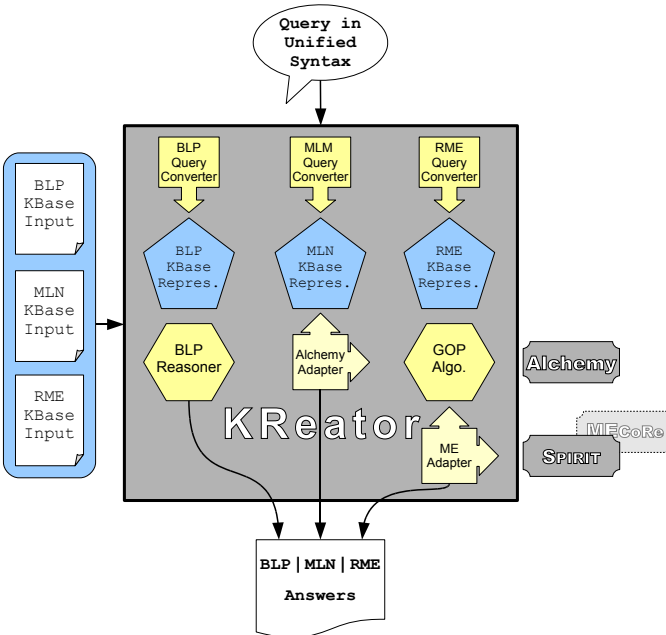 Query in
Unified
Syntax
BLP
Query
Converter
MLM
Query
Converter
RME
Query
Converter
BLP
KBase
Input
MLN
KBase
Input
RME
KBase
Input
BLP
KBase
Repres.
MLN
KBase
Repres.
RME
KBase
Repres.
BLP
Reasoner
Alchemy
Adapter
GOP
Algo.
Alchemy
KReator
ME
Adapter
MECoRe
SPIRIT
BLP|MLN|RME
Answers